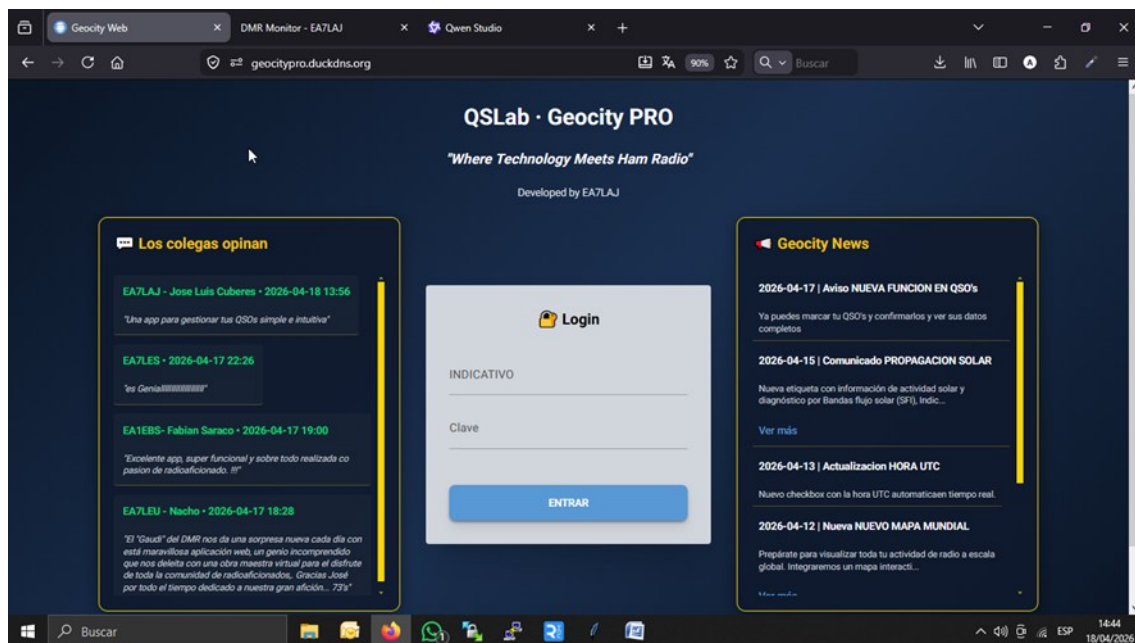 Geocity Web
DMR Monitor - EA7LAJ
Qwen Studio
geocitypro.duckdns.org
90%
Buscar
QSLab · Geocity PRO
"Where Technology Meets Ham Radio"
Developed by EA7LAJ
Los colegas opinan
EA7LAJ - Jose Luis Cuberes • 2026-04-18 13:56
"Una app para gestionar tus QSOs simple e intuitiva"
EA7LES • 2026-04-17 22:26
EA1EBS- Fabian Saraco • 2026-04-17 19:00
"Excelente app, super funcional y sobre todo realizada co
pasion de radioaficionado. !!!"
EA7LEU - Nacho • 2026-04-17 18:28
"El "Gaudi" del DMR nos da una sorpresa nueva cada día con
está maravillosa aplicación web, un genio incomprendido
que nos deleita con una obra maestra virtual para el disfrute
de toda la comunidad de radioaficionados,. Gracias José
por todo el tiempo dedicado a nuestra gran afición... 73's"
Login
INDICATIVO
Clave
ENTRAR
Geocity News
2026-04-17 | Aviso NUEVA FUNCION EN QSO's
Ya puedes marcar tu QSO's y confirmarlos y ver sus datos
completos
2026-04-15 | Comunicado PROPAGACION SOLAR
Nueva etiqueta con información de actividad solar y
diagnóstico por Bandas flujo solar (SFI), Indic...
Ver más
2026-04-13 | Actualizacion HORA UTC
Nuevo checkbox con la hora UTC automaticaen tiempo real.
2026-04-12 | Nueva NUEVO MAPA MUNDIAL
Prepárate para visualizar toda tu actividad de radio a escala
global. Integraremos un mapa interacti...
Ver más
Buscar
ESP
14:44
18/04/2026